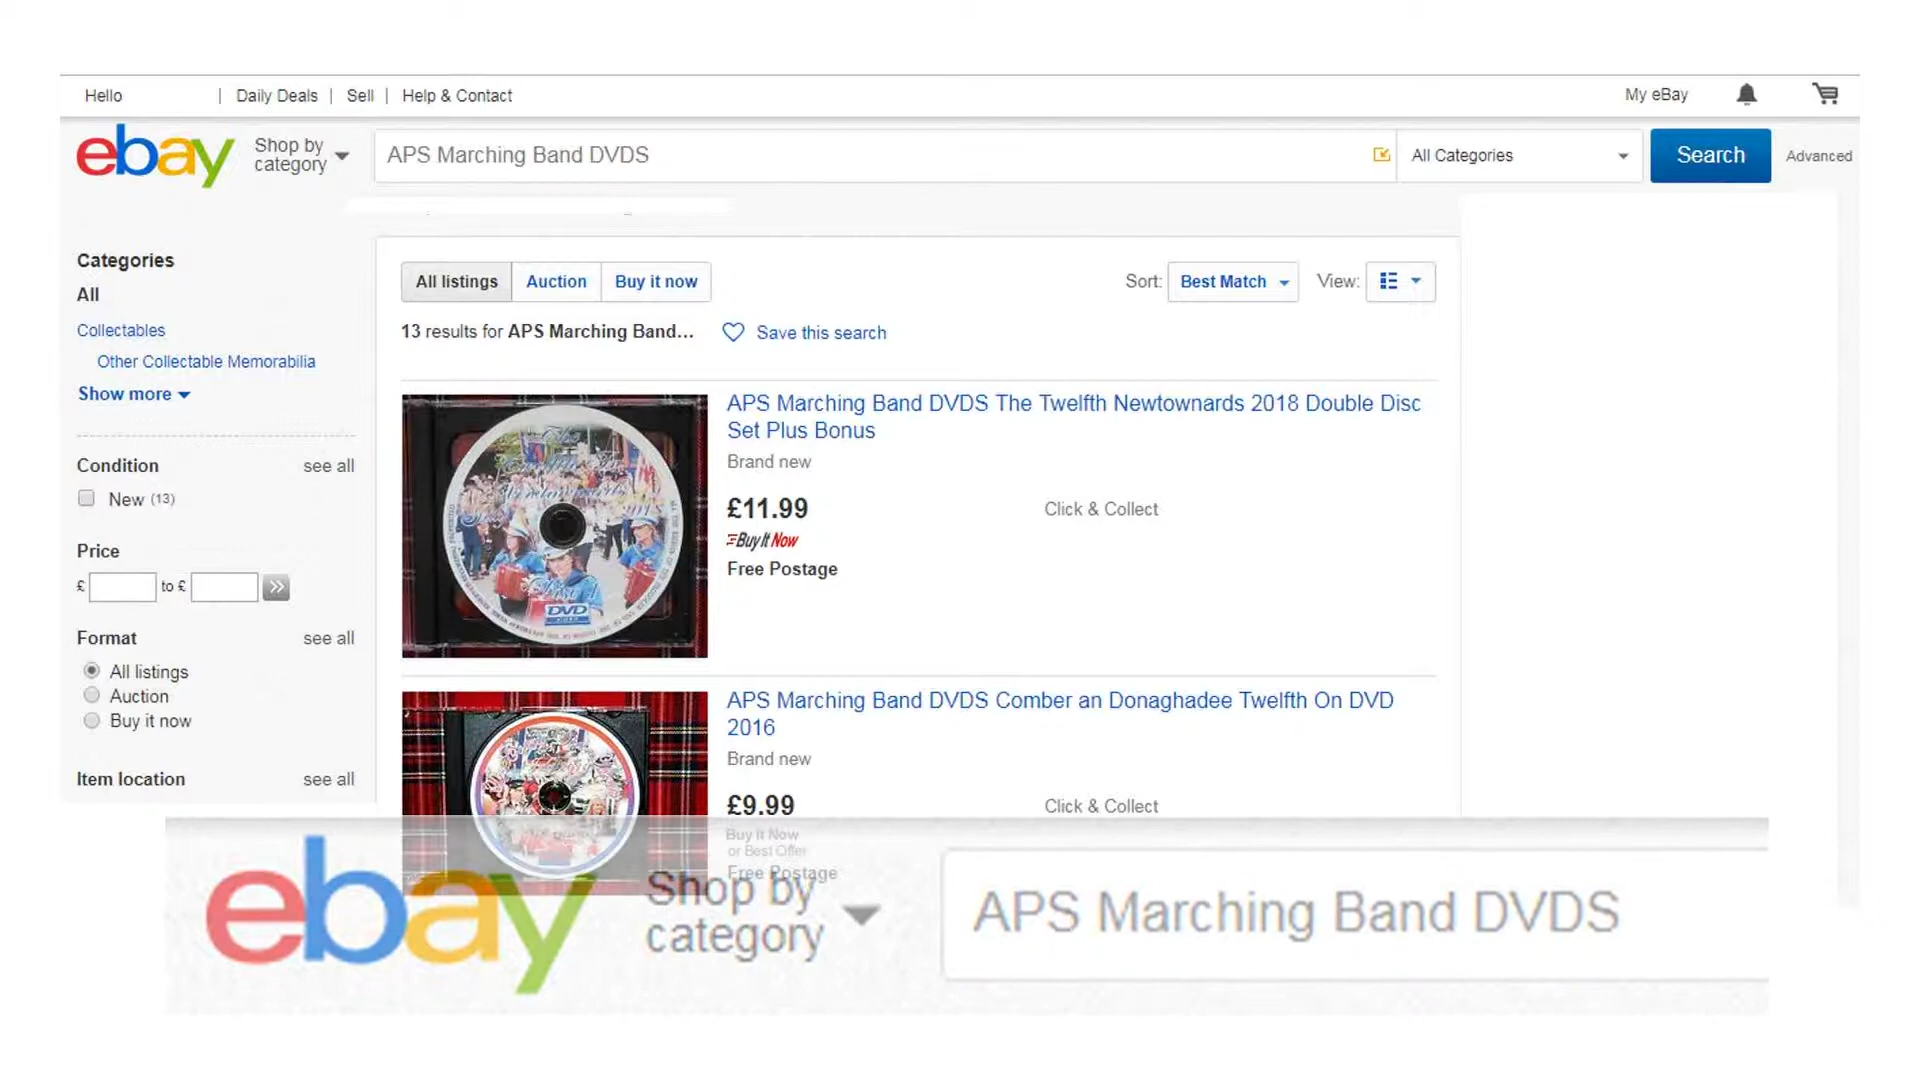 Hello | Daily Deals | Sell | Help & Contact
My eBay
ebay
Shop by
category
APS Marching Band DVDS
All Categories
Search
Advanced
Categories
All
Collectables
Other Collectable Memorabilia
Show more
Condition see all
New (13)
Price
£ to £
Format see all
All listings
Auction
Buy it now
Item location see all
All listings Auction Buy it now
Sort: Best Match View:
13 results for APS Marching Band... Save this search
APS Marching Band DVDS The Twelfth Newtownards 2018 Double Disc
Set Plus Bonus
Brand new
£11.99 Click & Collect
Buy It Now
Free Postage
Disc 1
DVD
APS Marching Band DVDS Comber an Donaghadee Twelfth On DVD
2016
Brand new
£9.99 Click & Collect
Buy It Now
or Best Offer
Free Postage
ebay
Shop by
category
APS Marching Band DVDS